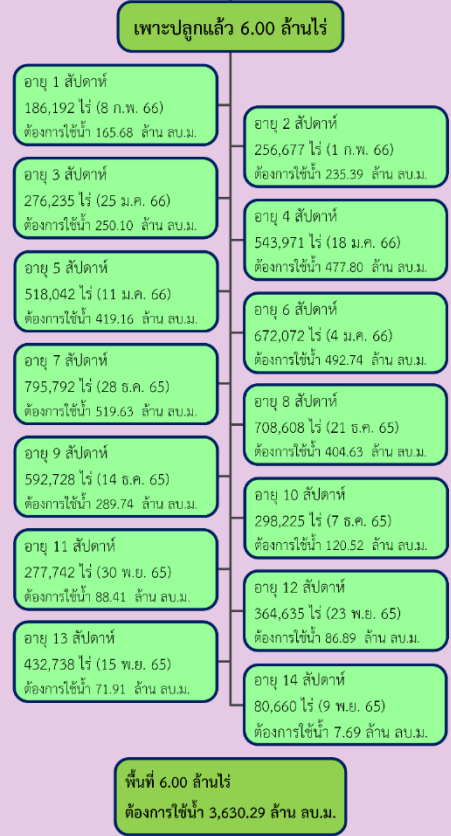 เพาะปลูกแล้ว 6.00 ล้านไร่
อายุ 1 สัปดาห์
186,192 ไร่ (8 ก.พ. 66)
ต้องการใช้น้ำ 165.68 ล้าน ลบ.ม.
อายุ 2 สัปดาห์
256,677 ไร่ (1 ก.พ. 66)
ต้องการใช้น้ำ 235.39 ล้าน ลบ.ม.
อายุ 3 สัปดาห์
276,235 ไร่ (25 ม.ค. 66)
ต้องการใช้น้ำ 250.10 ล้าน ลบ.ม.
อายุ 4 สัปดาห์
543,971 ไร่ (18 ม.ค. 66)
ต้องการใช้น้ำ 477.80 ล้าน ลบ.ม.
อายุ 5 สัปดาห์
518,042 ไร่ (11 ม.ค. 66)
ต้องการใช้น้ำ 419.16 ล้าน ลบ.ม.
อายุ 6 สัปดาห์
672,072 ไร่ (4 ม.ค. 66)
ต้องการใช้น้ำ 492.74 ล้าน ลบ.ม.
อายุ 7 สัปดาห์
795,792 ไร่ (28 ธ.ค. 65)
ต้องการใช้น้ำ 519.63 ล้าน ลบ.ม.
อายุ 8 สัปดาห์
708,608 ไร่ (21 ธ.ค. 65)
ต้องการใช้น้ำ 404.63 ล้าน ลบ.ม.
อายุ 9 สัปดาห์
592,728 ไร่ (14 ธ.ค. 65)
ต้องการใช้น้ำ 289.74 ล้าน ลบ.ม.
อายุ 10 สัปดาห์
298,225 ไร่ (7 ธ.ค. 65)
ต้องการใช้น้ำ 120.52 ล้าน ลบ.ม.
อายุ 11 สัปดาห์
277,742 ไร่ (30 พ.ย. 65)
ต้องการใช้น้ำ 88.41 ล้าน ลบ.ม.
อายุ 12 สัปดาห์
364,635 ไร่ (23 พ.ย. 65)
ต้องการใช้น้ำ 86.89 ล้าน ลบ.ม.
อายุ 13 สัปดาห์
432,738 ไร่ (15 พ.ย. 65)
ต้องการใช้น้ำ 71.91 ล้าน ลบ.ม.
อายุ 14 สัปดาห์
80,660 ไร่ (9 พ.ย. 65)
ต้องการใช้น้ำ 7.69 ล้าน ลบ.ม.
พื้นที่ 6.00 ล้านไร่
ต้องการใช้น้ำ 3,630.29 ล้าน ลบ.ม.